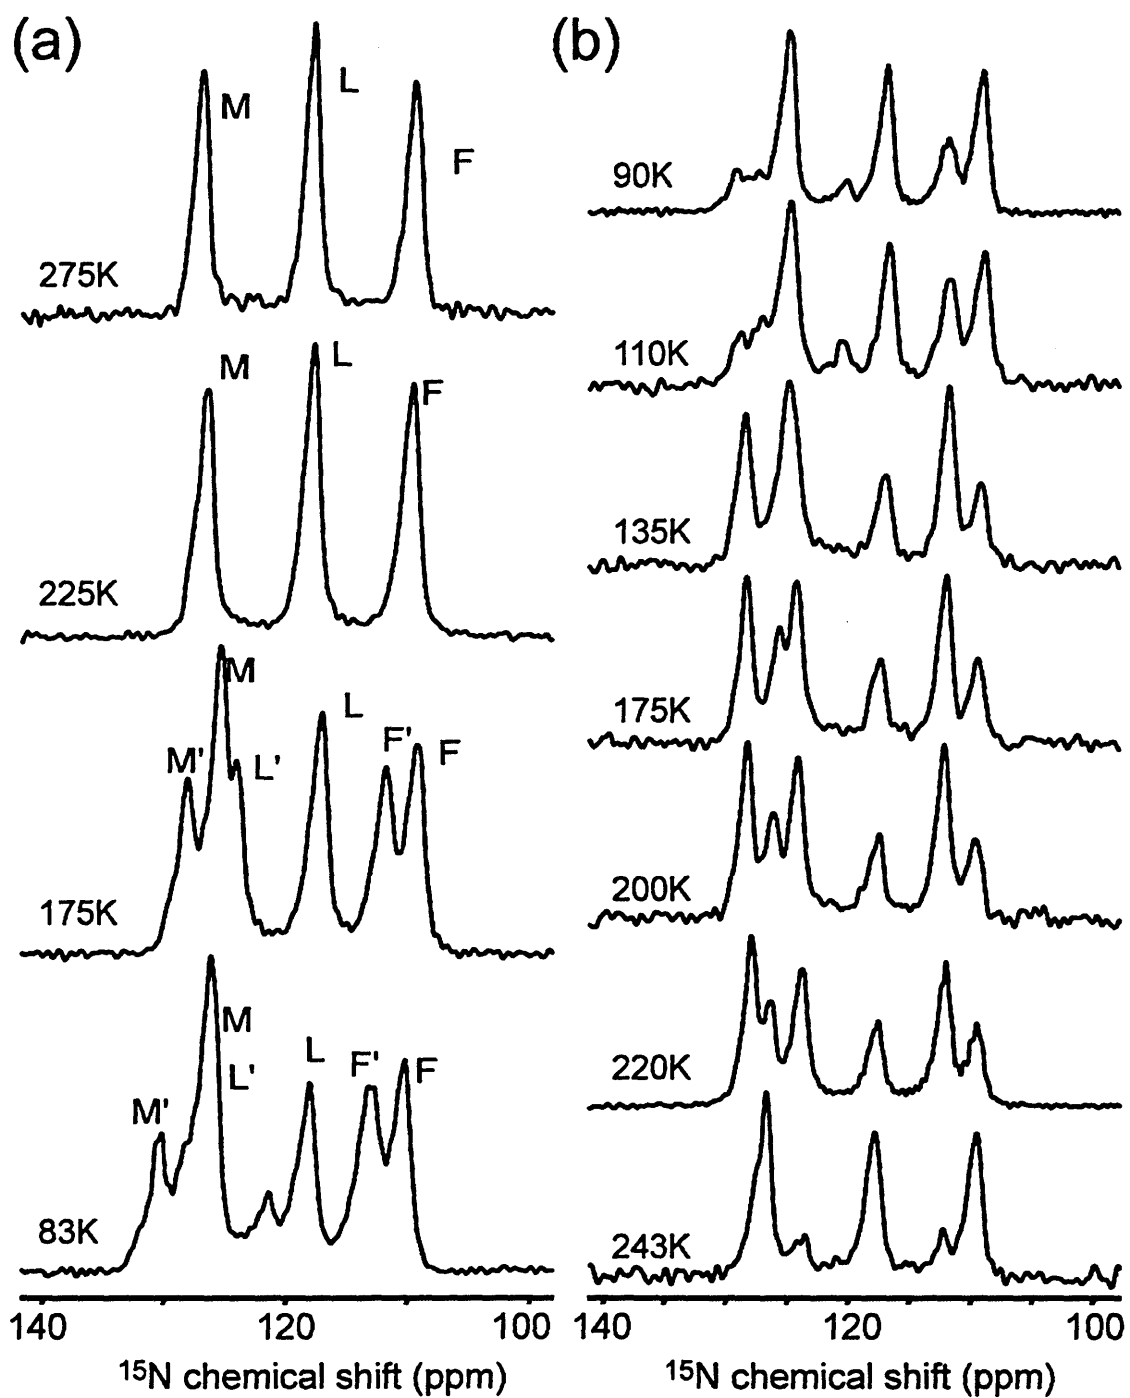 (a)
M
L
F
275K
M
L
F
225K
M
L
F'
F
M'
L'
175K
M
L
F'
F
L'
M'
83K
140
120
100
15N chemical shift (ppm)
(b)
90K
110K
135K
175K
200K
220K
243K
140
120
100
15N chemical shift (ppm)